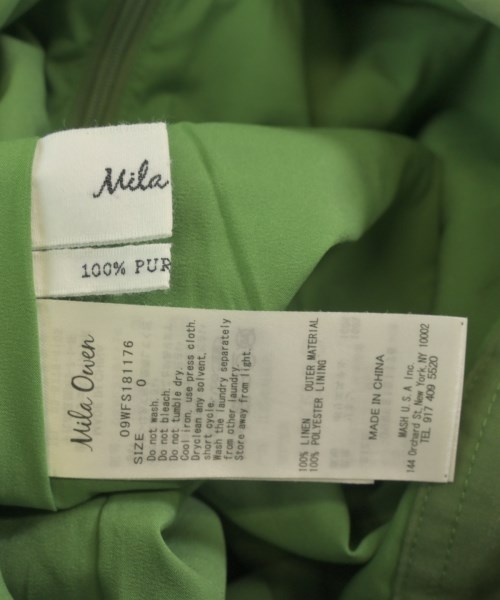 Mila
100% PUR
Mila Owen
09WFS181176
SIZE 0
Do not wash.
Do not bleach.
Do not tumble dry.
Cool iron, use press cloth.
Dryclean any solvent,
short cycle.
Wash the laundry separately
from other laundry.
Store away from light.
100% LINEN OUTER MATERIAL
100% POLYESTER LINING
MADE IN CHINA
MASH U.S.A Inc.
144 Orchard St, New York, NY 10002
TEL 917 409 5520